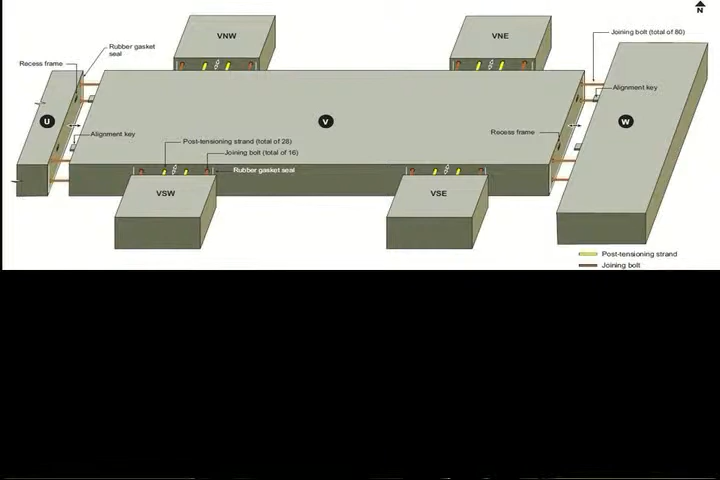 N
VNW
VNE
Joining bolt (total of 80)
Rubber gasket
seal
Recess frame
Alignment key
U
V
W
Alignment key
Recess frame
Post-tensioning strand (total of 28)
Joining bolt (total of 16)
Rubber gasket seal
VSW
VSE
Post-tensioning strand
Joining bolt